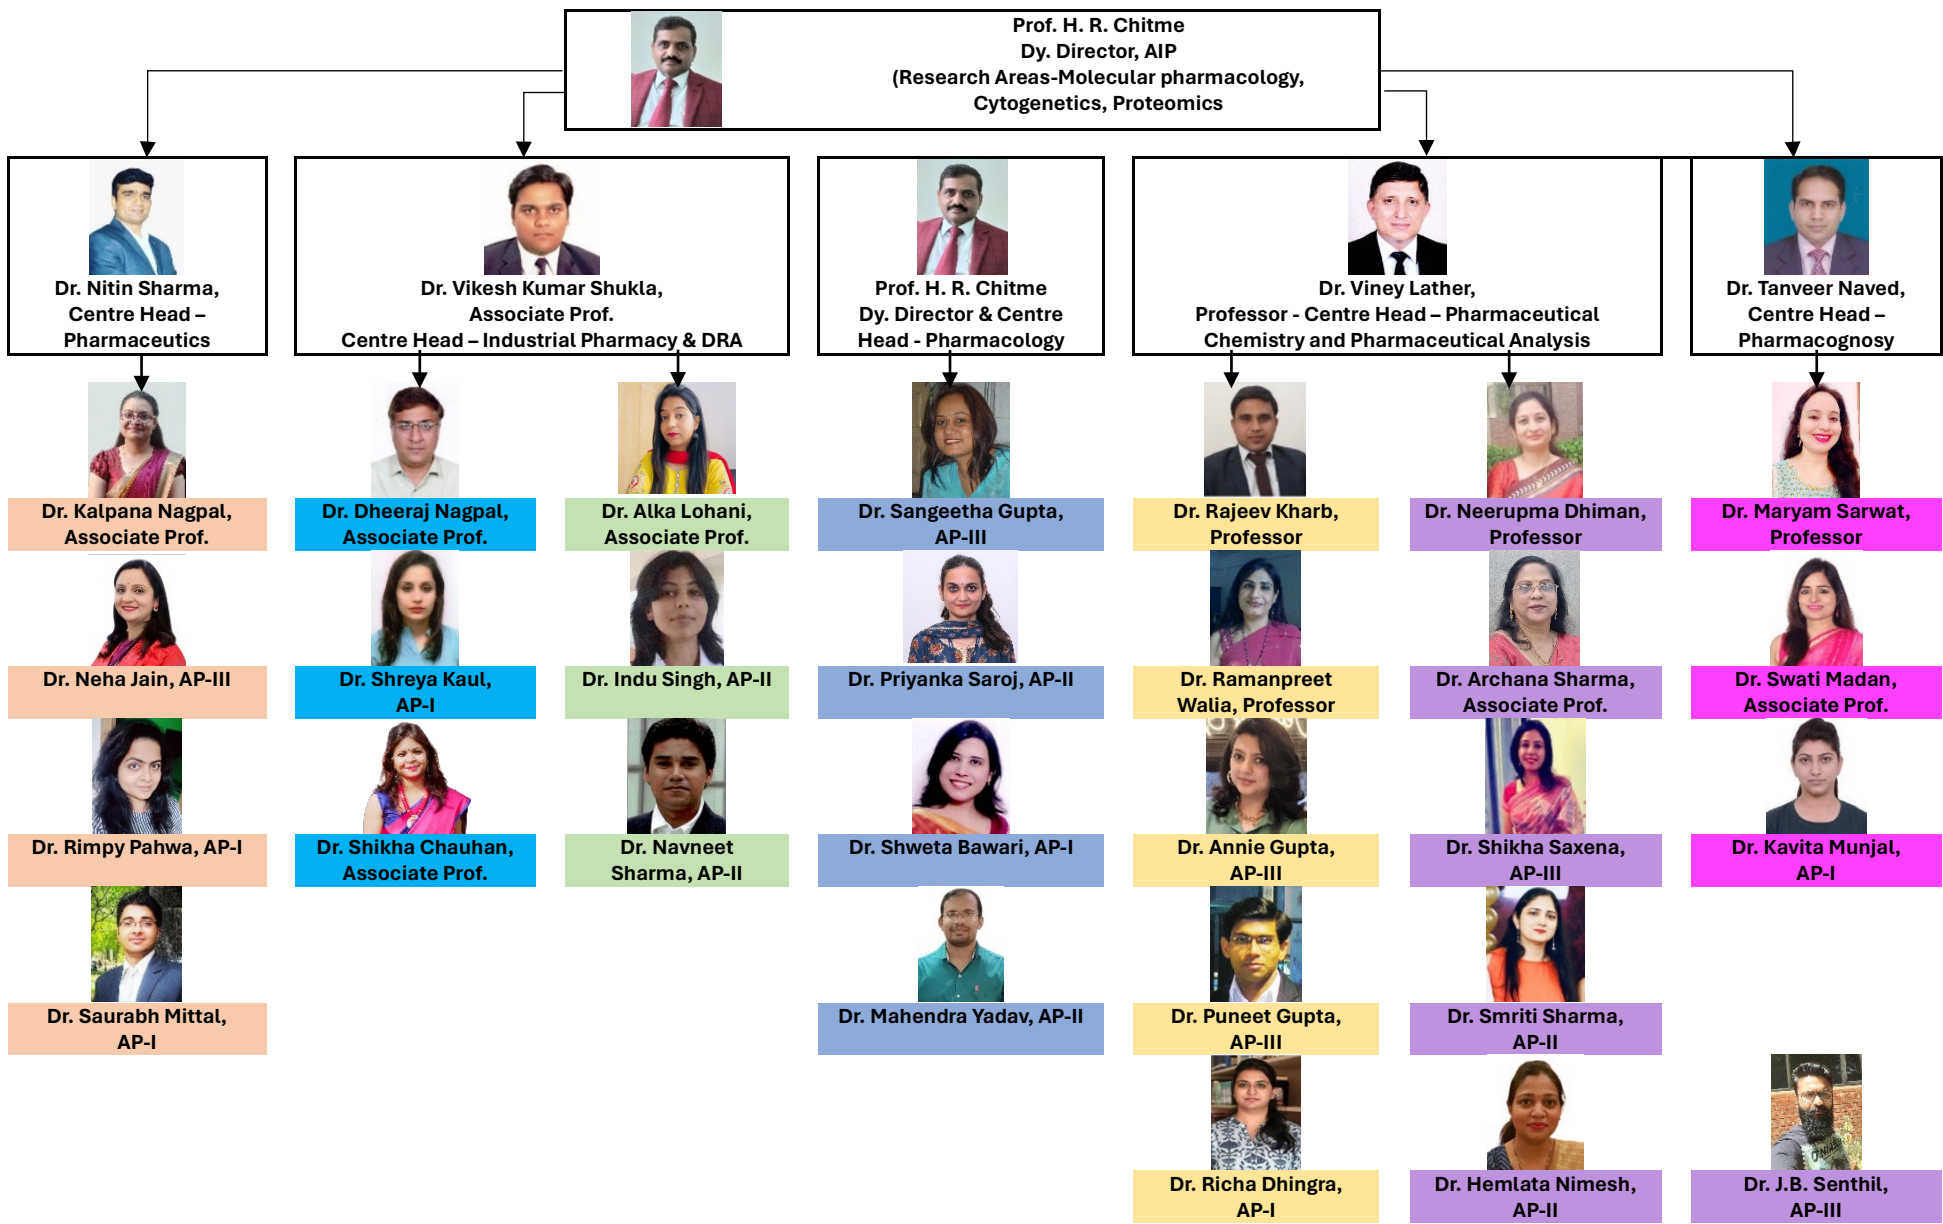 Prof. H. R. Chitme
Dy. Director, AIP
(Research Areas-Molecular pharmacology,
Cytogenetics, Proteomics
Dr. Nitin Sharma,
Centre Head –
Pharmaceutics
Dr. Vikesh Kumar Shukla,
Associate Prof.
Centre Head – Industrial Pharmacy & DRA
Prof. H. R. Chitme
Dy. Director & Centre
Head - Pharmacology
Dr. Viney Lather,
Professor - Centre Head – Pharmaceutical
Chemistry and Pharmaceutical Analysis
Dr. Tanveer Naved,
Centre Head –
Pharmacognosy
Dr. Kalpana Nagpal,
Associate Prof.
Dr. Dheeraj Nagpal,
Associate Prof.
Dr. Alka Lohani,
Associate Prof.
Dr. Sangeetha Gupta,
AP-III
Dr. Rajeev Kharb,
Professor
Dr. Neerupma Dhiman,
Professor
Dr. Maryam Sarwat,
Professor
Dr. Neha Jain, AP-III
Dr. Shreya Kaul,
AP-I
Dr. Indu Singh, AP-II
Dr. Priyanka Saroj, AP-II
Dr. Ramanpreet
Walia, Professor
Dr. Archana Sharma,
Associate Prof.
Dr. Swati Madan,
Associate Prof.
Dr. Rimpy Pahwa, AP-I
Dr. Shikha Chauhan,
Associate Prof.
Dr. Navneet
Sharma, AP-II
Dr. Shweta Bawari, AP-I
Dr. Annie Gupta,
AP-III
Dr. Shikha Saxena,
AP-III
Dr. Kavita Munjal,
AP-I
Dr. Saurabh Mittal,
AP-I
Dr. Mahendra Yadav, AP-II
Dr. Puneet Gupta,
AP-III
Dr. Smriti Sharma,
AP-II
Dr. Richa Dhingra,
AP-I
Dr. Hemlata Nimesh,
AP-II
Dr. J.B. Senthil,
AP-III